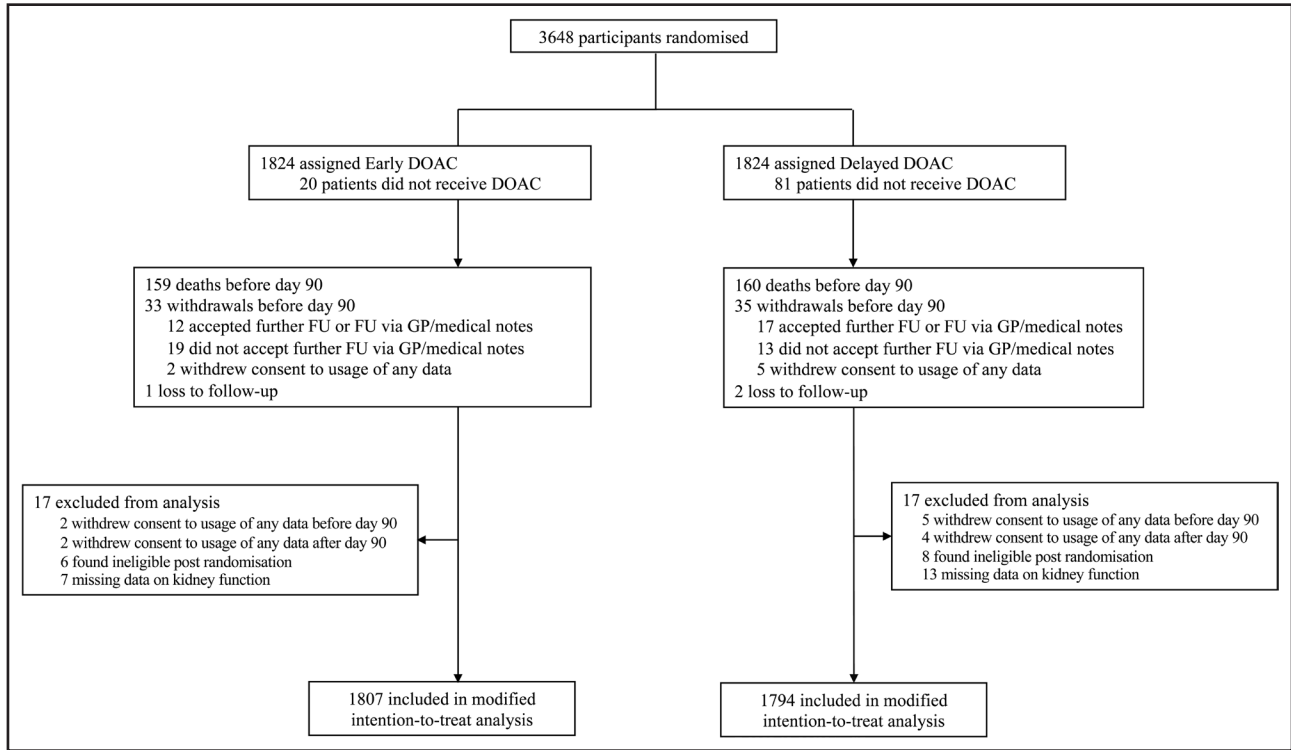 3648 participants randomised
1824 assigned Early DOAC
20 patients did not receive DOAC
1824 assigned Delayed DOAC
81 patients did not receive DOAC
159 deaths before day 90
33 withdrawals before day 90
12 accepted further FU or FU via GP/medical notes
19 did not accept further FU via GP/medical notes
2 withdrew consent to usage of any data
1 loss to follow-up
160 deaths before day 90
35 withdrawals before day 90
17 accepted further FU or FU via GP/medical notes
13 did not accept further FU via GP/medical notes
5 withdrew consent to usage of any data
2 loss to follow-up
17 excluded from analysis
2 withdrew consent to usage of any data before day 90
2 withdrew consent to usage of any data after day 90
6 found ineligible post randomisation
7 missing data on kidney function
17 excluded from analysis
5 withdrew consent to usage of any data before day 90
4 withdrew consent to usage of any data after day 90
8 found ineligible post randomisation
13 missing data on kidney function
1807 included in modified
intention-to-treat analysis
1794 included in modified
intention-to-treat analysis